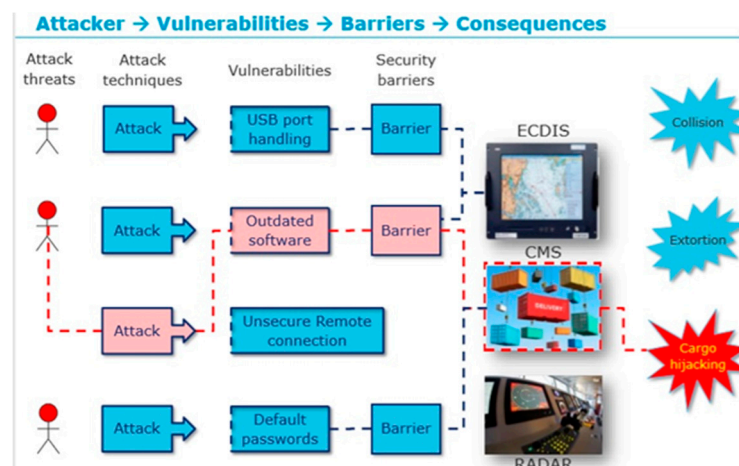 Attacker → Vulnerabilities → Barriers → Consequences
Attack
threats
Attack
techniques
Vulnerabilities
Security
barriers
Attack
USB port
handling
Barrier
ECDIS
Collision
Attack
Outdated
software
Barrier
CMS
Extortion
DELIVERY
Attack
Unsecure Remote
connection
Cargo
hijacking
Attack
Default
passwords
Barrier
RADAR